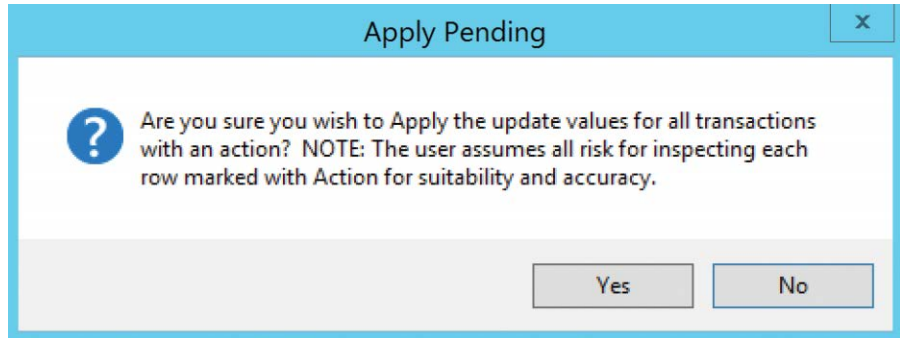 Apply Pending
x
?
Are you sure you wish to Apply the update values for all transactions
with an action?  NOTE: The user assumes all risk for inspecting each
row marked with Action for suitability and accuracy.
Yes
No